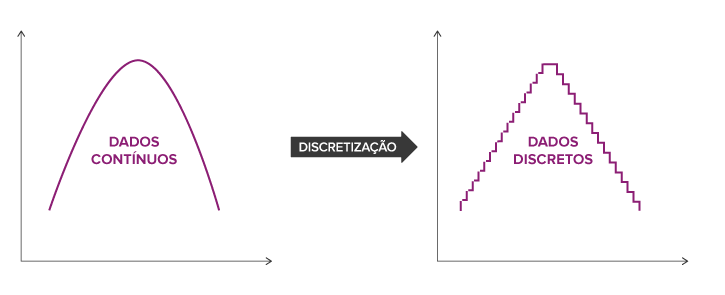 DADOS
CONTÍNUOS
DISCRETIZAÇÃO
DADOS
DISCRETOS